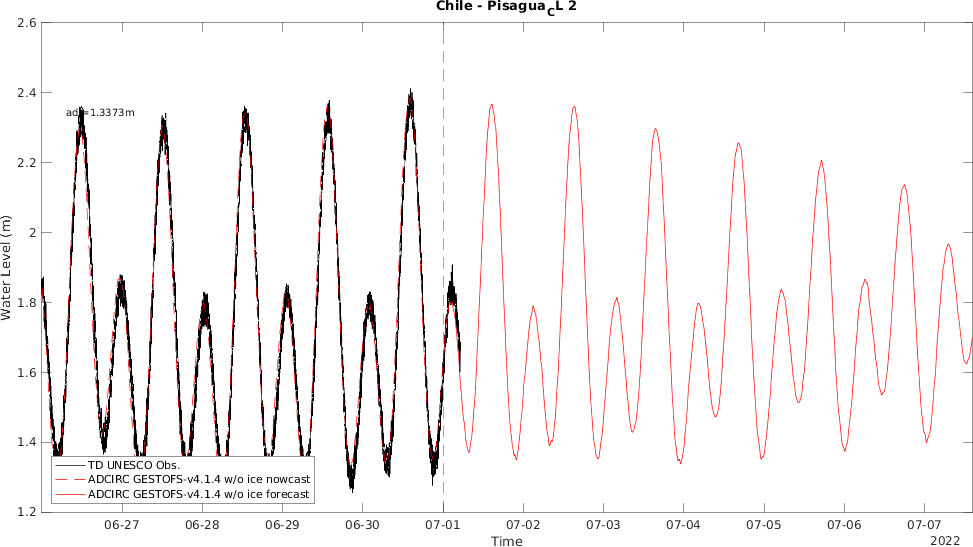 Chile - Pisagua_CL 2
2.6
2.4
2.2
2
1.8
1.6
1.4
1.2
Water Level (m)
=1.3373m
TD UNESCO Obs.
ADCIRC GESTOFS-v4.1.4 w/o ice nowcast
ADCIRC GESTOFS-v4.1.4 w/o ice forecast
06-27 06-28 06-29 06-30 07-01 07-02 07-03 07-04 07-05 07-06 07-07
Time
2022